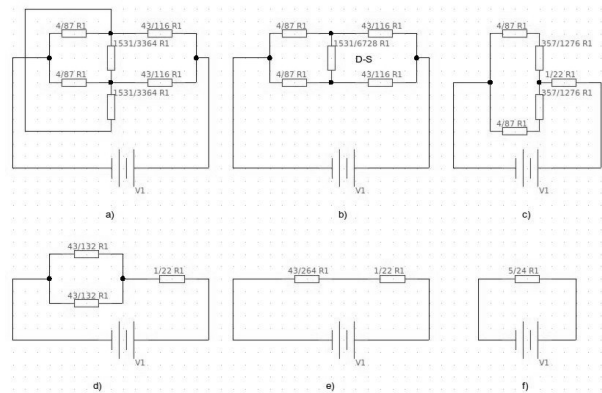 4/87 R1 43/116 R1
1531/3364 R1
4/87 R1 43/116 R1
1531/3364 R1
V1
a)
4/87 R1 43/116 R1
1531/6728 R1
D-S
4/87 R1 43/116 R1
V1
b)
4/87 R1
357/1276 R1
1/22 R1
357/1276 R1
4/87 R1
V1
c)
43/132 R1
1/22 R1
43/132 R1
V1
d)
43/264 R1 1/22 R1
V1
e)
5/24 R1
V1
f)